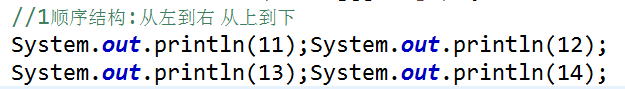 //1顺序结构:从左到右 从上到下
System.out.println(11);System.out.println(12);
System.out.println(13);System.out.println(14);